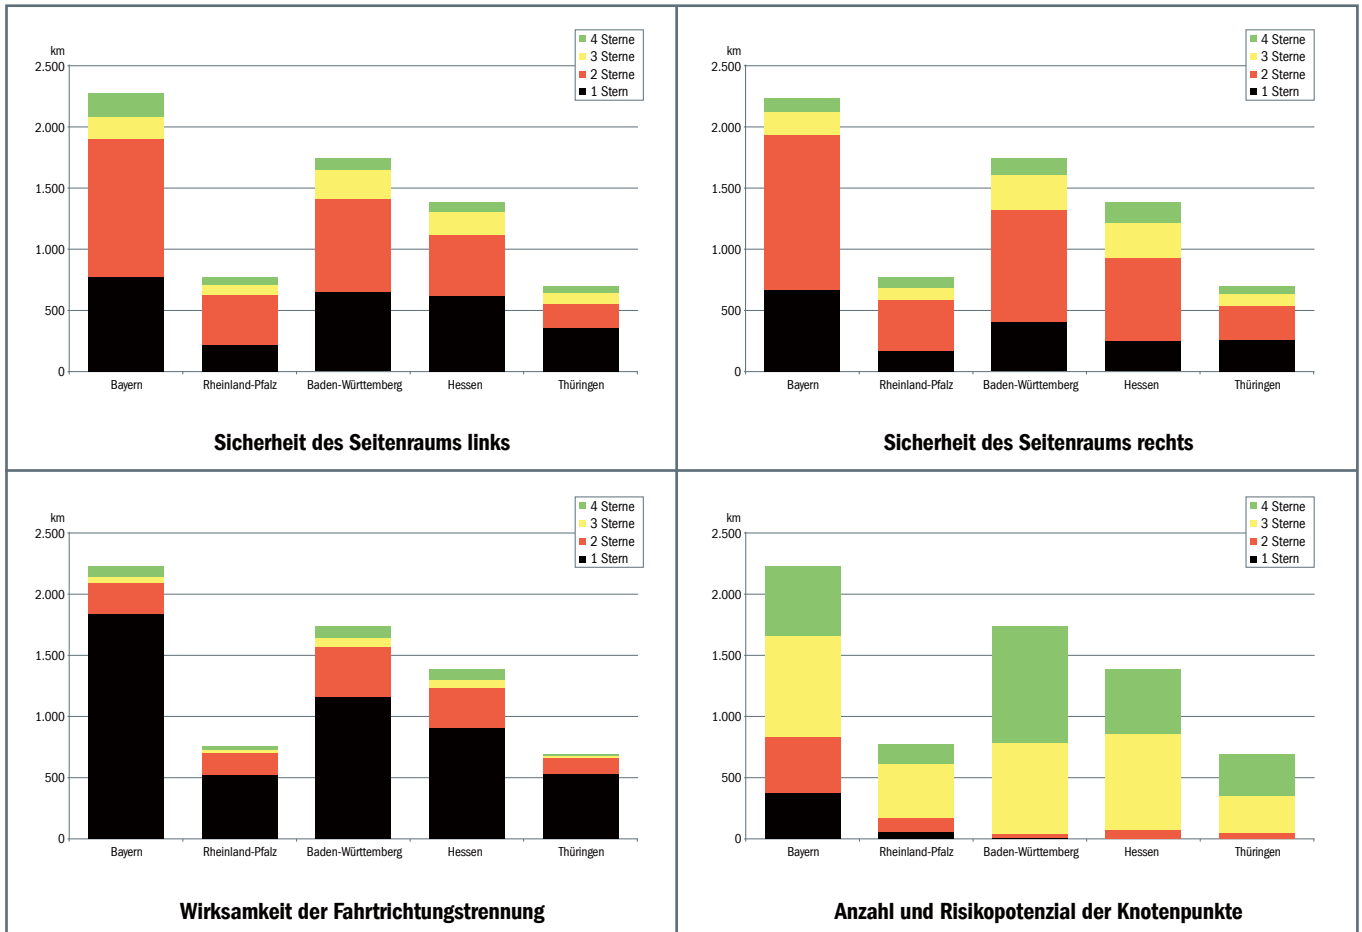 km
4 Sterne
3 Sterne
2 Sterne
1 Stern
2.500
2.000
1.500
1.000
500
0
Bayern Rheinland-Pfalz Baden-Württemberg Hessen Thüringen
Sicherheit des Seitenraums links
km
4 Sterne
3 Sterne
2 Sterne
1 Stern
2.500
2.000
1.500
1.000
500
0
Bayern Rheinland-Pfalz Baden-Württemberg Hessen Thüringen
Sicherheit des Seitenraums rechts
km
4 Sterne
3 Sterne
2 Sterne
1 Stern
2.500
2.000
1.500
1.000
500
0
Bayern Rheinland-Pfalz Baden-Württemberg Hessen Thüringen
Wirksamkeit der Fahrtrichtungstrennung
km
4 Sterne
3 Sterne
2 Sterne
1 Stern
2.500
2.000
1.500
1.000
500
0
Bayern Rheinland-Pfalz Baden-Württemberg Hessen Thüringen
Anzahl und Risikopotenzial der Knotenpunkte